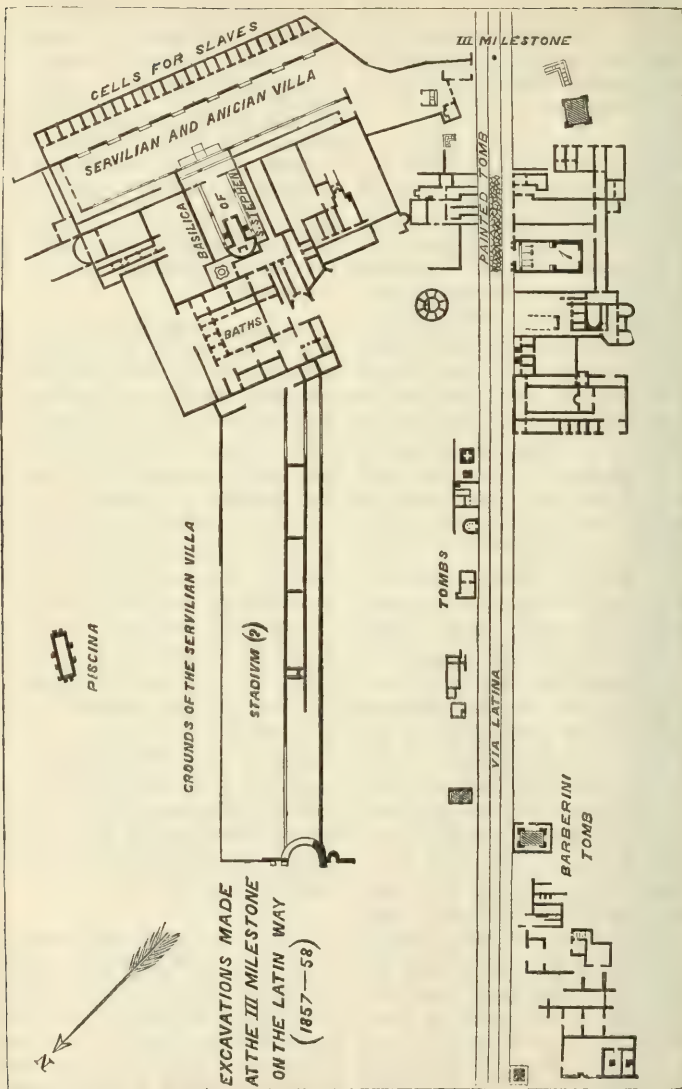 III MILESTONE
CELLS FOR SLAVES
SERVILIAN AND ANICIAN VILLA
BASILICA
OF
S. STEPHEN
BATHS
PAINTED TOMB
1
GROUNDS OF THE SERVILIAN VILLA
STADIVM (?)
PISCINA
TOMBS
VIA LATINA
BARBERINI
TOMB
EXCAVATIONS MADE
AT THE III MILESTONE
ON THE LATIN WAY
(1857—58)
N